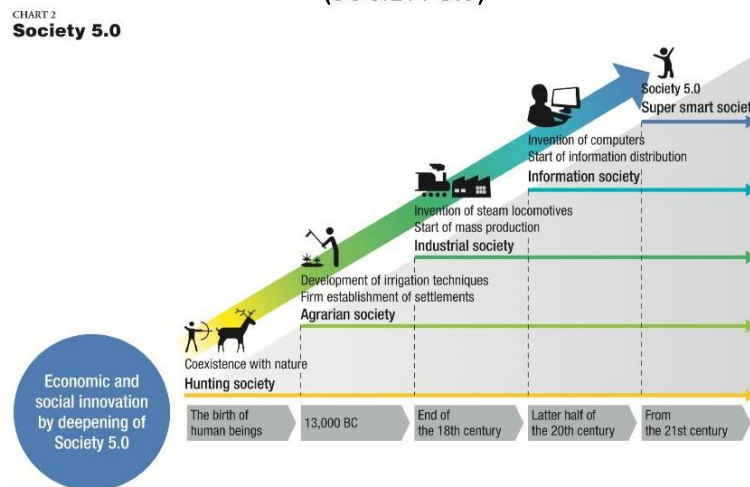 CHART 2
Society 5.0
Society 5.0
Super smart societ
Invention of computers
Start of information distribution
Information society
Invention of steam locomotives
Start of mass production
Industrial society
Development of irrigation techniques
Firm establishment of settlements
Agrarian society
Coexistence with nature
Hunting society
Economic and
social innovation
by deepening of
Society 5.0
The birth of
human beings
13,000 BC
End of
the 18th century
Latter half of
the 20th century
From
the 21st century